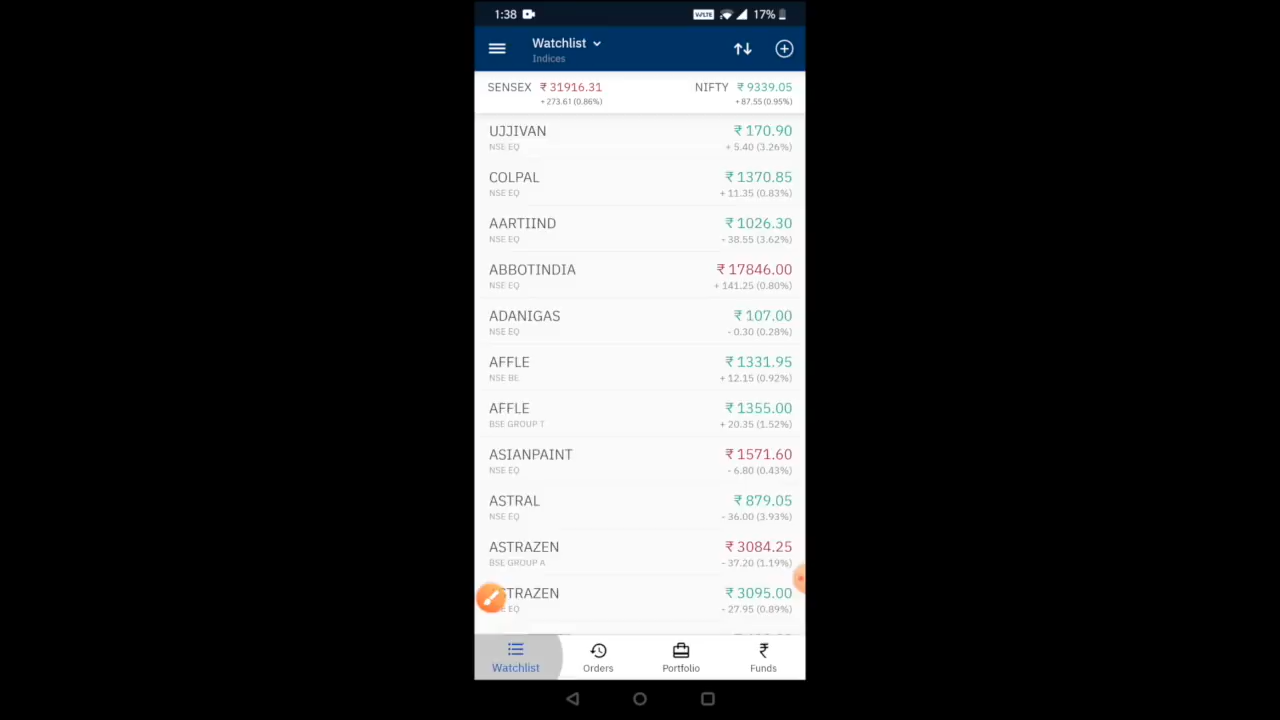 1:38
VoLTE 17%
Watchlist
Indices
SENSEX ₹ 31916.31
+ 273.61 (0.86%)
NIFTY ₹ 9339.05
+ 87.55 (0.95%)
UJJIVAN ₹ 170.90
NSE EQ + 5.40 (3.26%)
COLPAL ₹ 1370.85
NSE EQ + 11.35 (0.83%)
AARTIIND ₹ 1026.30
NSE EQ - 38.55 (3.62%)
ABBOTINDIA ₹ 17846.00
NSE EQ + 141.25 (0.80%)
ADANIGAS ₹ 107.00
NSE EQ - 0.30 (0.28%)
AFFLE ₹ 1331.95
NSE BE + 12.15 (0.92%)
AFFLE ₹ 1355.00
BSE GROUP T + 20.35 (1.52%)
ASIANPAINT ₹ 1571.60
NSE EQ - 6.80 (0.43%)
ASTRAL ₹ 879.05
NSE EQ - 36.00 (3.93%)
ASTRAZEN ₹ 3084.25
BSE GROUP A - 37.20 (1.19%)
STRAZEN ₹ 3095.00
EQ - 27.95 (0.89%)
Watchlist Orders Portfolio Funds